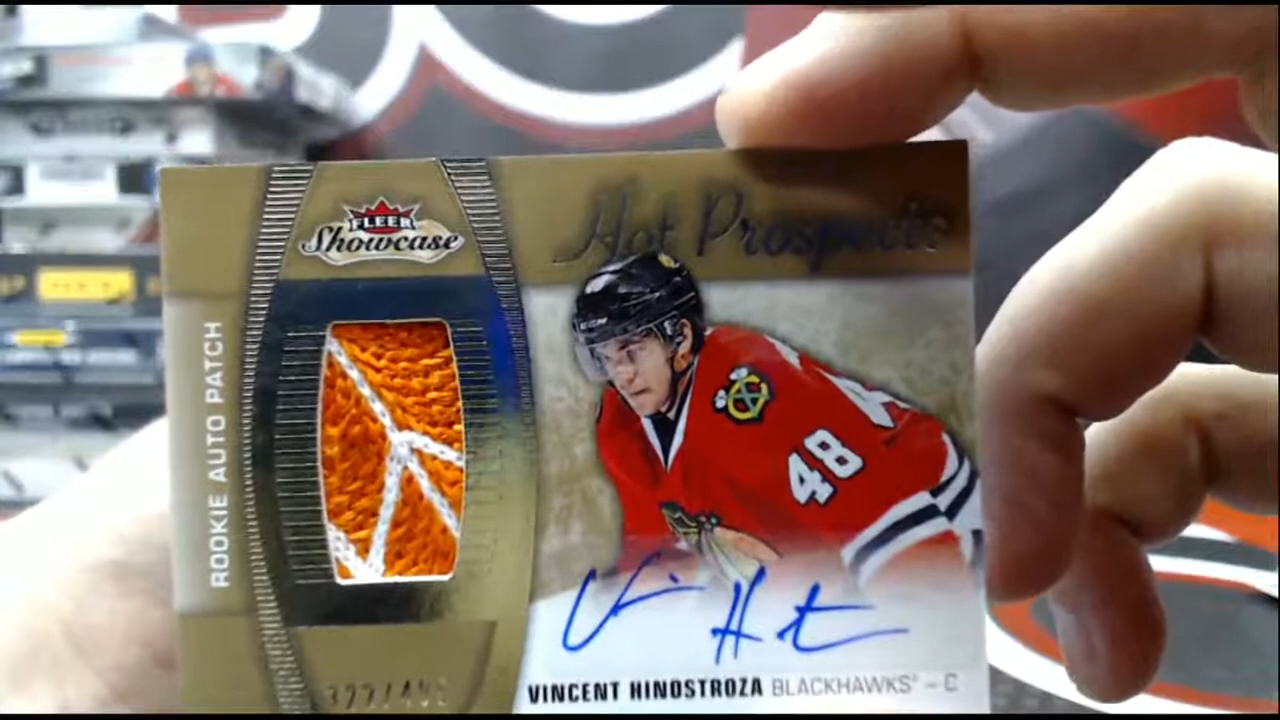 FLEER
Showcase
Hot Prospects
ROOKIE AUTO PATCH
48
VINCENT HINOSTROZA BLACKHAWKS® – C